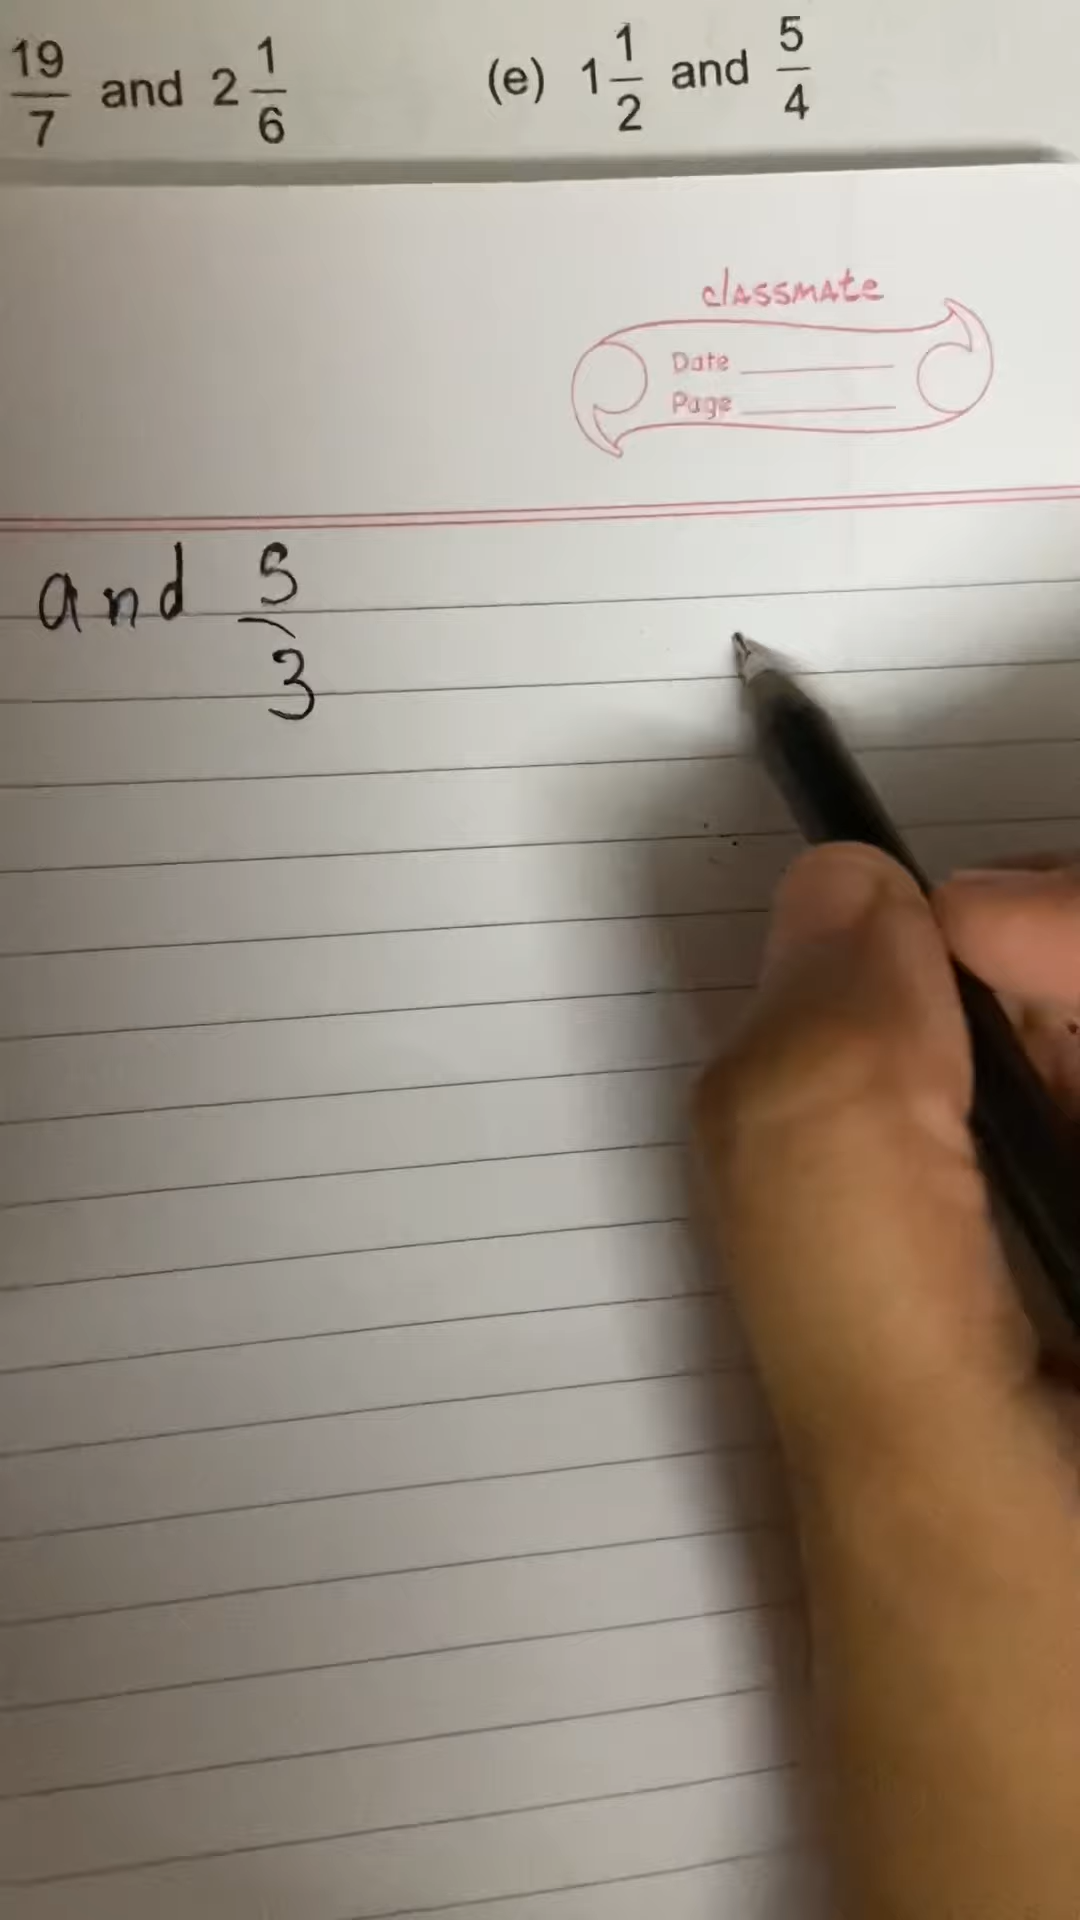 19/7 and 2 1/6 (e) 1 1/2 and 5/4
classmate
Date
Page
and 5/3